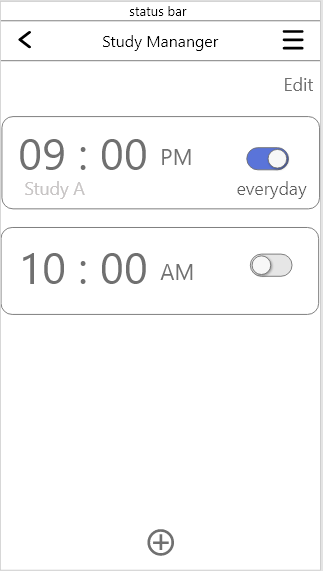 status bar
Study Mananger
Edit
09 : 00 PM
Study A
everyday
10 : 00 AM